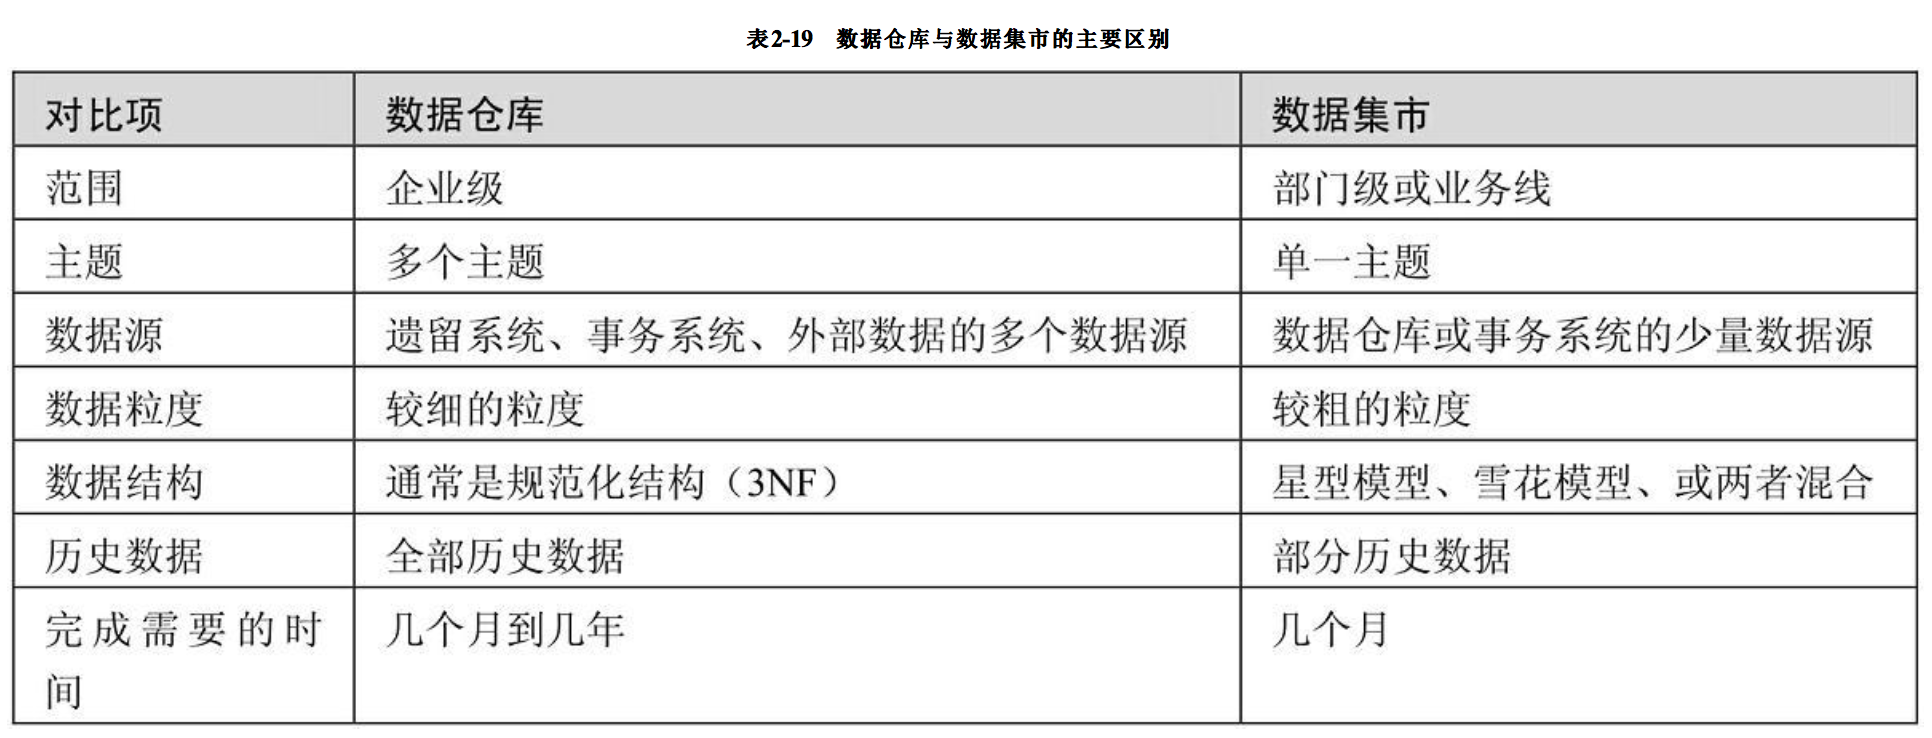 表2-19 数据仓库与数据集市的主要区别
对比项 数据仓库 数据集市
范围 企业级 部门级或业务线
主题 多个主题 单一主题
数据源 遗留系统、事务系统、外部数据的多个数据源 数据仓库或事务系统的少量数据源
数据粒度 较细的粒度 较粗的粒度
数据结构 通常是规范化结构（3NF） 星型模型、雪花模型、或两者混合
历史数据 全部历史数据 部分历史数据
完成需要的时 几个月到几年 几个月
间